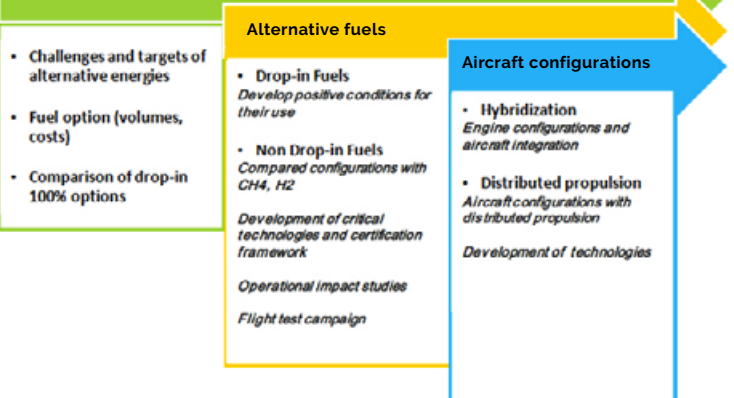 • Challenges and targets of
alternative energies
• Fuel option (volumes,
costs)
• Comparison of drop-in
100% options
Alternative fuels
• Drop-in Fuels
Develop positive conditions for
their use
• Non Drop-in Fuels
Compared configurations with
CH4, H2
Development of critical
technologies and certification
framework
Operational impact studies
Flight test campaign
Aircraft configurations
• Hybridization
Engine configurations and
aircraft integration
• Distributed propulsion
Aircraft configurations with
distributed propulsion
Development of technologies